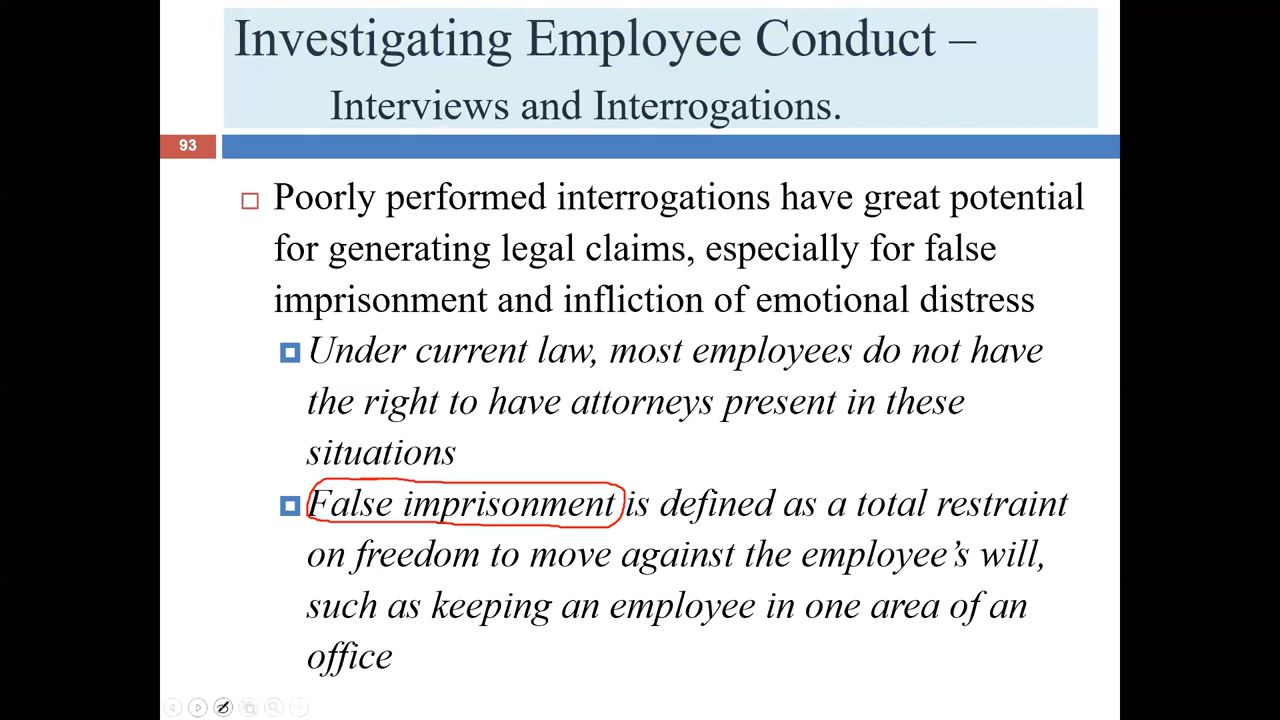 Investigating Employee Conduct –
Interviews and Interrogations.
93
Poorly performed interrogations have great potential
for generating legal claims, especially for false
imprisonment and infliction of emotional distress
Under current law, most employees do not have
the right to have attorneys present in these
situations
False imprisonment is defined as a total restraint
on freedom to move against the employee’s will,
such as keeping an employee in one area of an
office